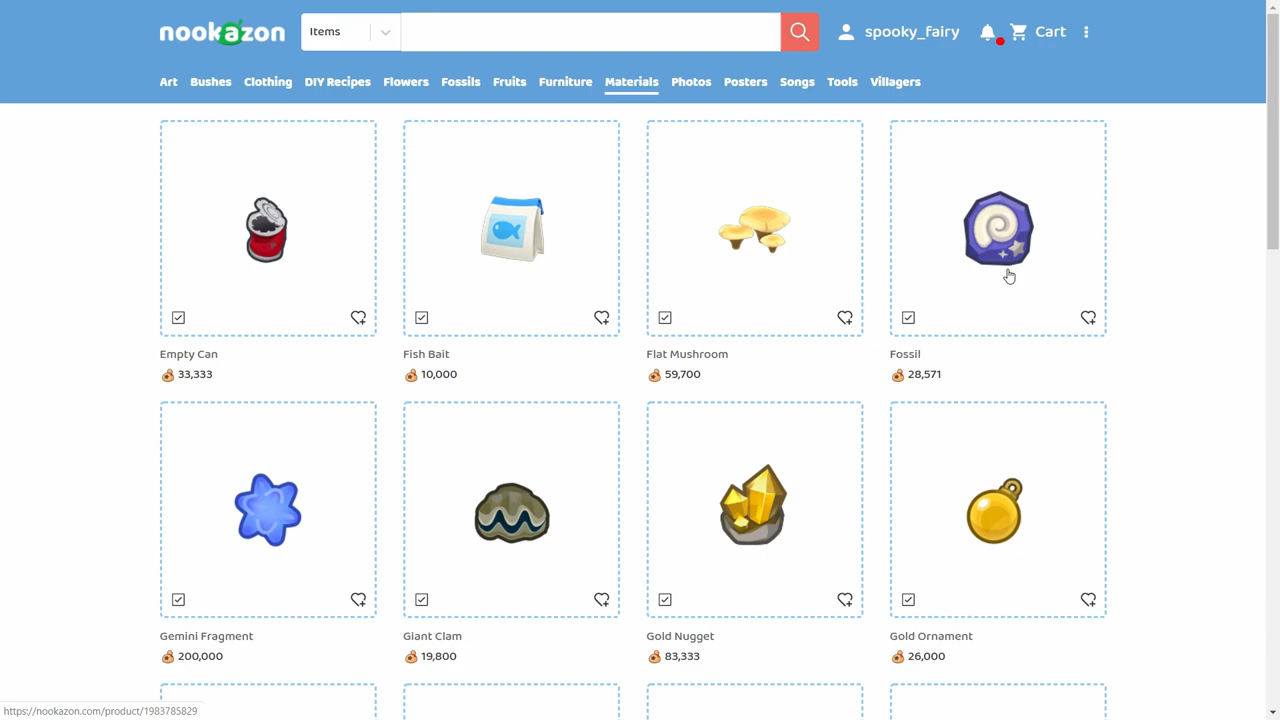 nookazon Items spooky_fairy Cart
Art Bushes Clothing DIY Recipes Flowers Fossils Fruits Furniture Materials Photos Posters Songs Tools Villagers
Empty Can Fish Bait Flat Mushroom Fossil
33,333 10,000 59,700 28,571
Gemini Fragment Giant Clam Gold Nugget Gold Ornament
200,000 19,800 83,333 26,000
https://nookazon.com/product/1983785829